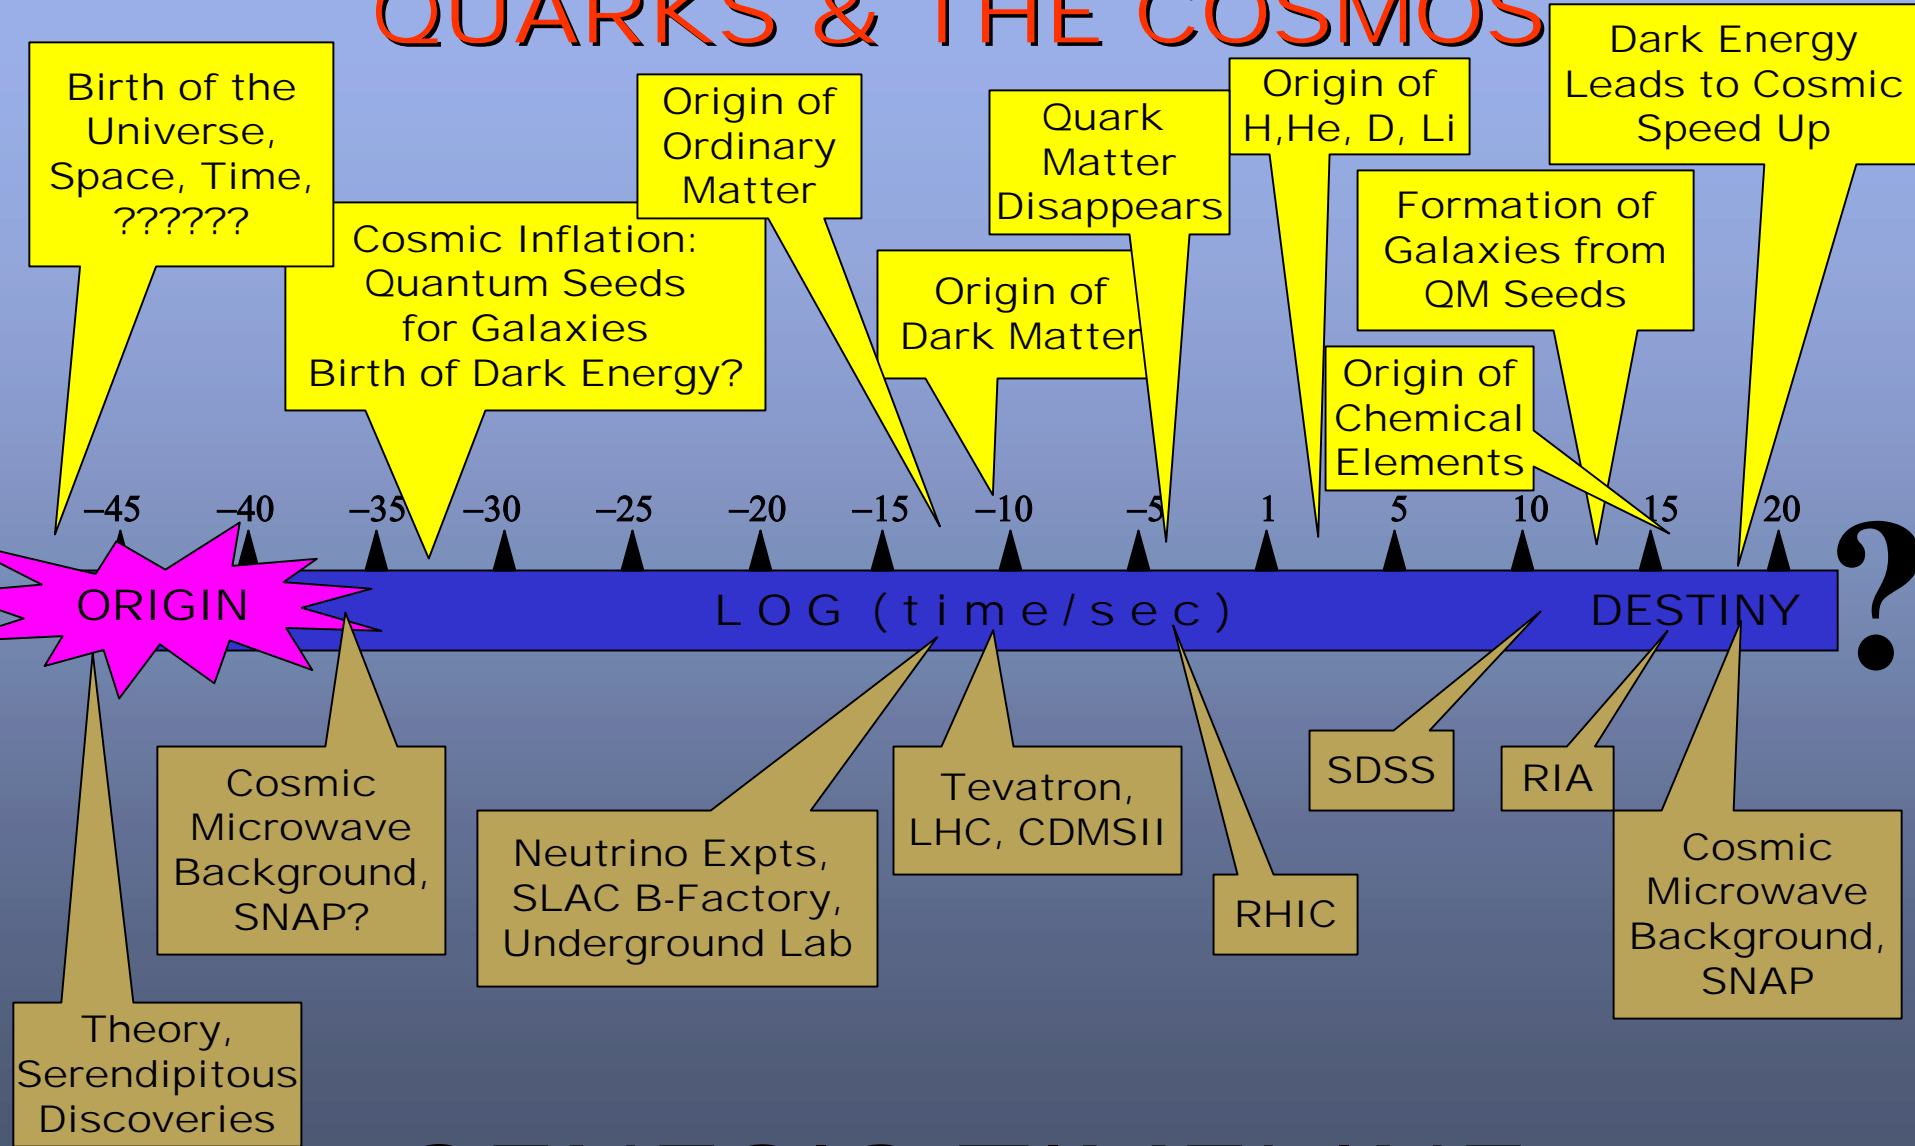 QUARKS & THE COSMOS
Birth of the
Universe,
Space, Time,
??????
Cosmic Inflation:
Quantum Seeds
for Galaxies
Birth of Dark Energy?
Origin of
Ordinary
Matter
Origin of
Dark Matter
Quark
Matter
Disappears
Origin of
H,He, D, Li
Formation of
Galaxies from
QM Seeds
Origin of
Chemical
Elements
Dark Energy
Leads to Cosmic
Speed Up
–45 –40 –35 –30 –25 –20 –15 –10 –5 1 5 10 15 20
ORIGIN LOG (time/sec) DESTINY ?
Theory,
Serendipitous
Discoveries
Cosmic
Microwave
Background,
SNAP?
Neutrino Expts,
SLAC B-Factory,
Underground Lab
Tevatron,
LHC, CDMSII
RHIC
SDSS
RIA
Cosmic
Microwave
Background,
SNAP